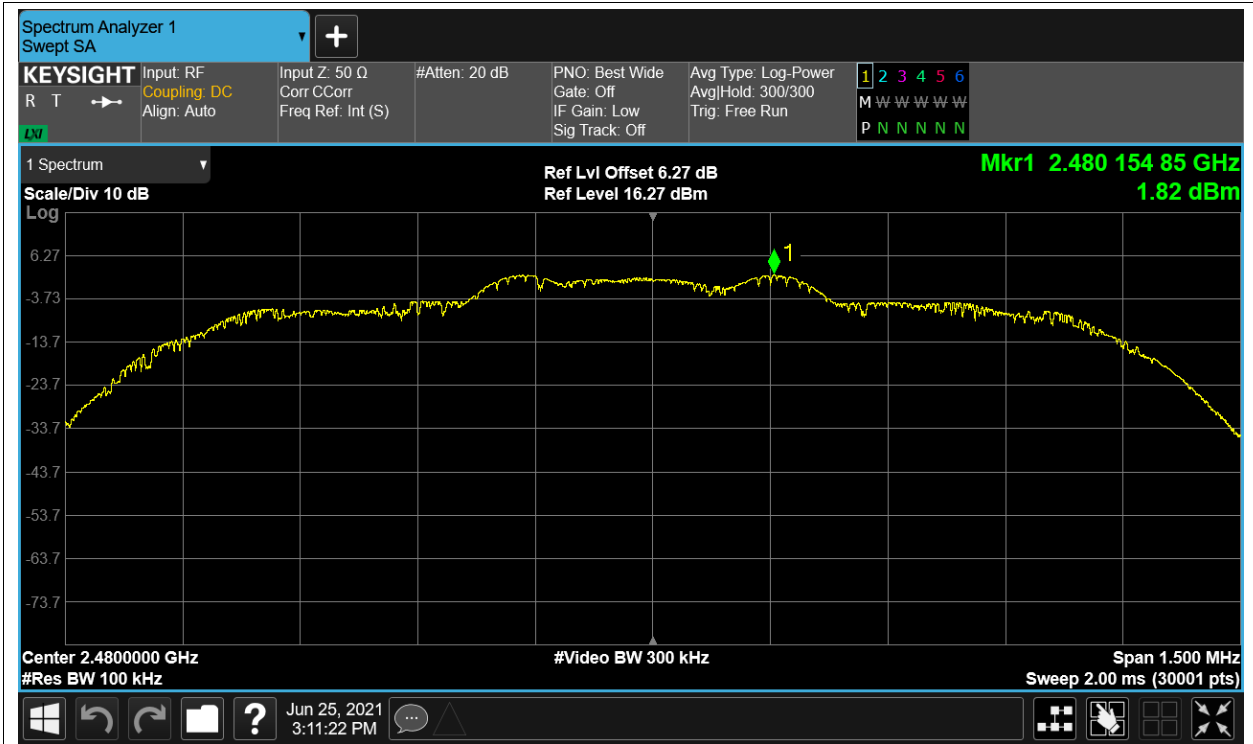 Spectrum Analyzer 1
Swept SA
+
KEYSIGHT
R T
LXI
Input: RF
Coupling: DC
Align: Auto
Input Z: 50 Ω
Corr CCorr
Freq Ref: Int (S)
#Atten: 20 dB
PNO: Best Wide
Gate: Off
IF Gain: Low
Sig Track: Off
Avg Type: Log-Power
Avg|Hold: 300/300
Trig: Free Run
1 2 3 4 5 6
M W W W W W
P N N N N N
1 Spectrum
Scale/Div 10 dB
Ref Lvl Offset 6.27 dB
Ref Level 16.27 dBm
Mkr1 2.480 154 85 GHz
1.82 dBm
Log
1
6.27
-3.73
-13.7
-23.7
-33.7
-43.7
-53.7
-63.7
-73.7
Center 2.4800000 GHz
#Video BW 300 kHz
Span 1.500 MHz
#Res BW 100 kHz
Sweep 2.00 ms (30001 pts)
?
Jun 25, 2021
3:11:22 PM